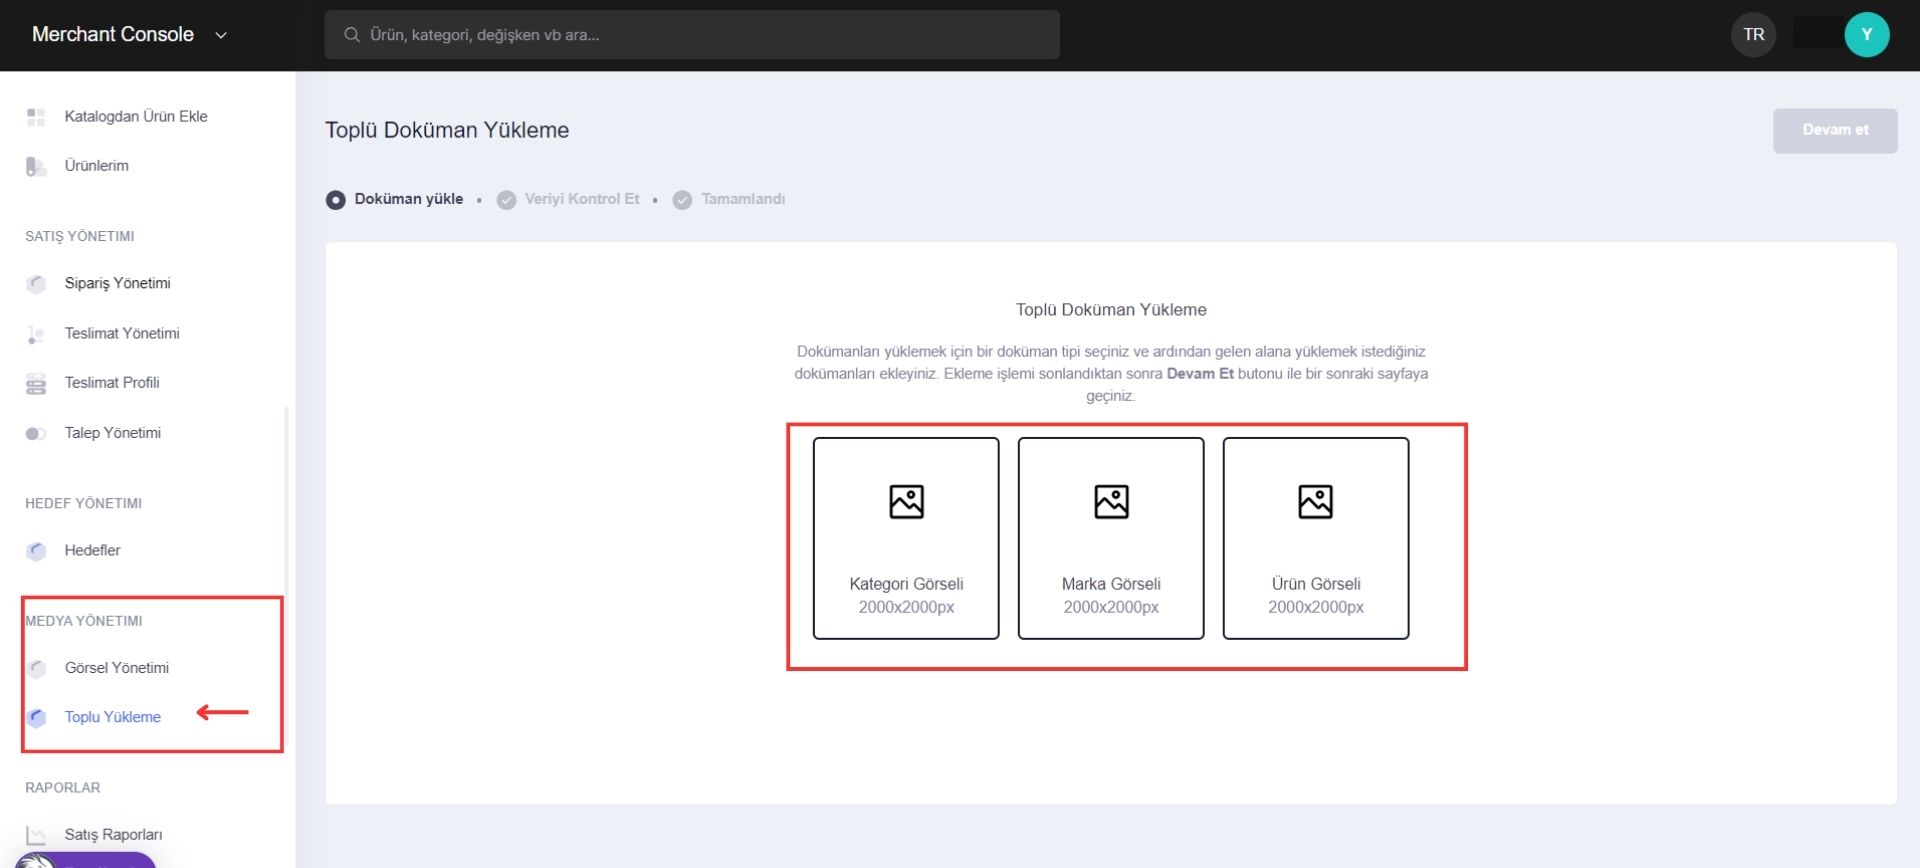 Merchant Console
Ürün, kategori, değişken vb ara...
TR
Y
Katalogdan Ürün Ekle
Ürünlerim
SATIŞ YÖNETIMI
Sipariş Yönetimi
Teslimat Yönetimi
Teslimat Profili
Talep Yönetimi
HEDEF YÖNETIMI
Hedefler
MEDYA YÖNETIMI
Görsel Yönetimi
Toplu Yükleme
RAPORLAR
Satış Raporları
Toplü Doküman Yükleme
Devam et
Doküman yükle • Veriyi Kontrol Et • Tamamlandı
Toplü Doküman Yükleme
Dokümanları yüklemek için bir doküman tipi seçiniz ve ardından gelen alana yüklemek istediğiniz
dokümanları ekleyiniz. Ekleme işlemi sonlandıktan sonra Devam Et butonu ile bir sonraki sayfaya
geçiniz.
Kategori Görseli
2000x2000px
Marka Görseli
2000x2000px
Ürün Görseli
2000x2000px